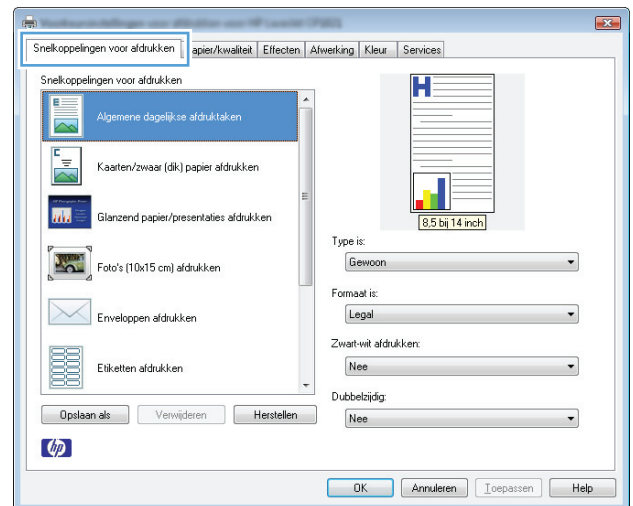 Snelkoppelingen voor afdrukken apier/kwaliteit Effecten Afwerking Kleur Services
Snelkoppelingen voor afdrukken
Algemene dagelijkse afdruktaken
Kaarten/zwaar (dik) papier afdrukken
Glanzend papier/presentaties afdrukken
Foto's (10x15 cm) afdrukken
Enveloppen afdrukken
Etiketten afdrukken
Opslaan als Verwijderen Herstellen
hp
H
8,5 bij 14 inch
Type is:
Gewoon
Formaat is:
Legal
Zwart-wit afdrukken:
Nee
Dubbelzijdig:
Nee
OK Annuleren Toepassen Help